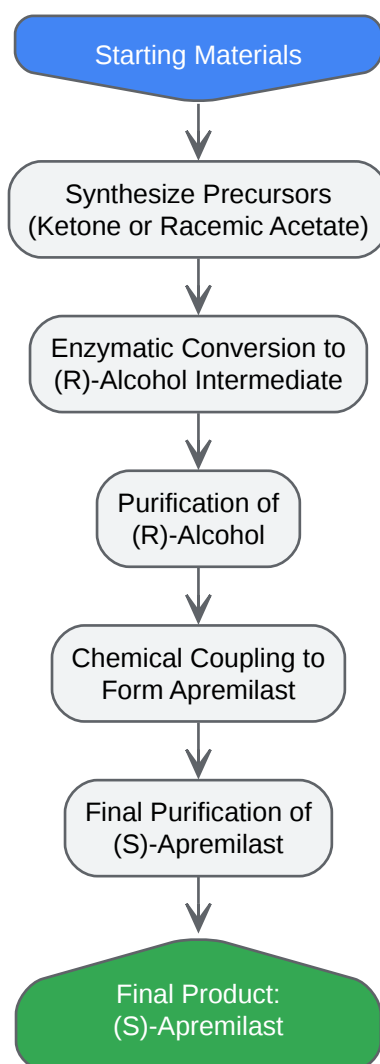 Starting Materials
Synthesize Precursors
(Ketone or Racemic Acetate)
Enzymatic Conversion to
(R)-Alcohol Intermediate
Purification of
(R)-Alcohol
Chemical Coupling to
Form Apremilast
Final Purification of
(S)-Apremilast
Final Product:
(S)-Apremilast